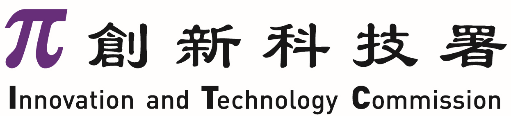 π 創新科技署
Innovation and Technology Commission